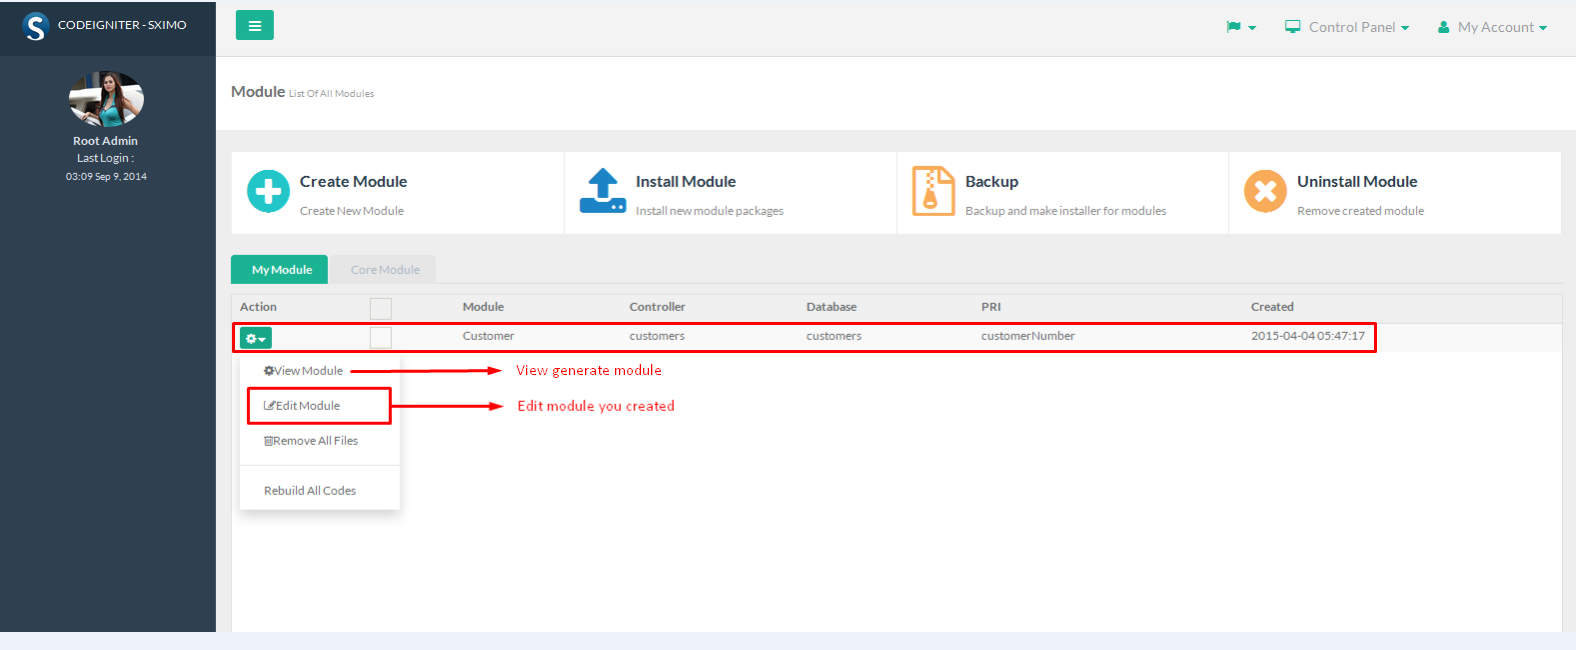 CODEIGNITER - SXIMO
Control Panel
My Account
Root Admin
Last Login :
03:09 Sep 9, 2014
Module List Of All Modules
Create Module
Create New Module
Install Module
Install new module packages
Backup
Backup and make installer for modules
Uninstall Module
Remove created module
My Module
Core Module
Action Module Controller Database PRI Created
Customer customers customers customerNumber 2015-04-04 05:47:17
View Module
View generate module
Edit Module
Edit module you created
Remove All Files
Rebuild All Codes